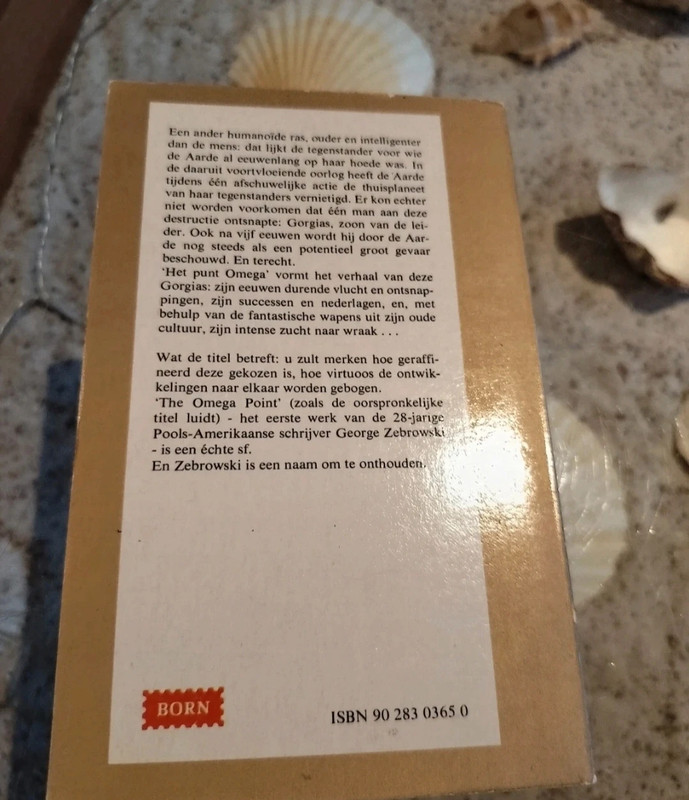 Een ander humanoïde ras, ouder en intelligenter
dan de mens: dat lijkt de tegenstander voor wie
de Aarde al eeuwenlang op haar hoede was. In
de daaruit voortvloeiende oorlog heeft de Aarde
tijdens één afschuwelijke actie de thuisplaneet
van haar tegenstanders vernietigd. Er kon echter
niet worden voorkomen dat één man aan deze
destructie ontsnapte: Gorgias, zoon van de lei-
der. Ook na vijf eeuwen wordt hij door de Aar-
de nog steeds als een potentieel groot gevaar
beschouwd. En terecht.
'Het punt Omega' vormt het verhaal van deze
Gorgias: zijn eeuwen durende vlucht en ontsnap-
pingen, zijn successen en nederlagen, en, met
behulp van de fantastische wapens uit zijn oude
cultuur, zijn intense zucht naar wraak . . .
Wat de titel betreft: u zult merken hoe geraffi-
neerd deze gekozen is, hoe virtuoos de ontwik-
kelingen naar elkaar worden gebogen.
'The Omega Point' (zoals de oorspronkelijke
titel luidt) - het eerste werk van de 28-jarige
Pools-Amerikaanse schrijver George Zebrowski
- is een échte sf.
En Zebrowski is een naam om te onthouden.
BORN
ISBN 90 283 0365 0